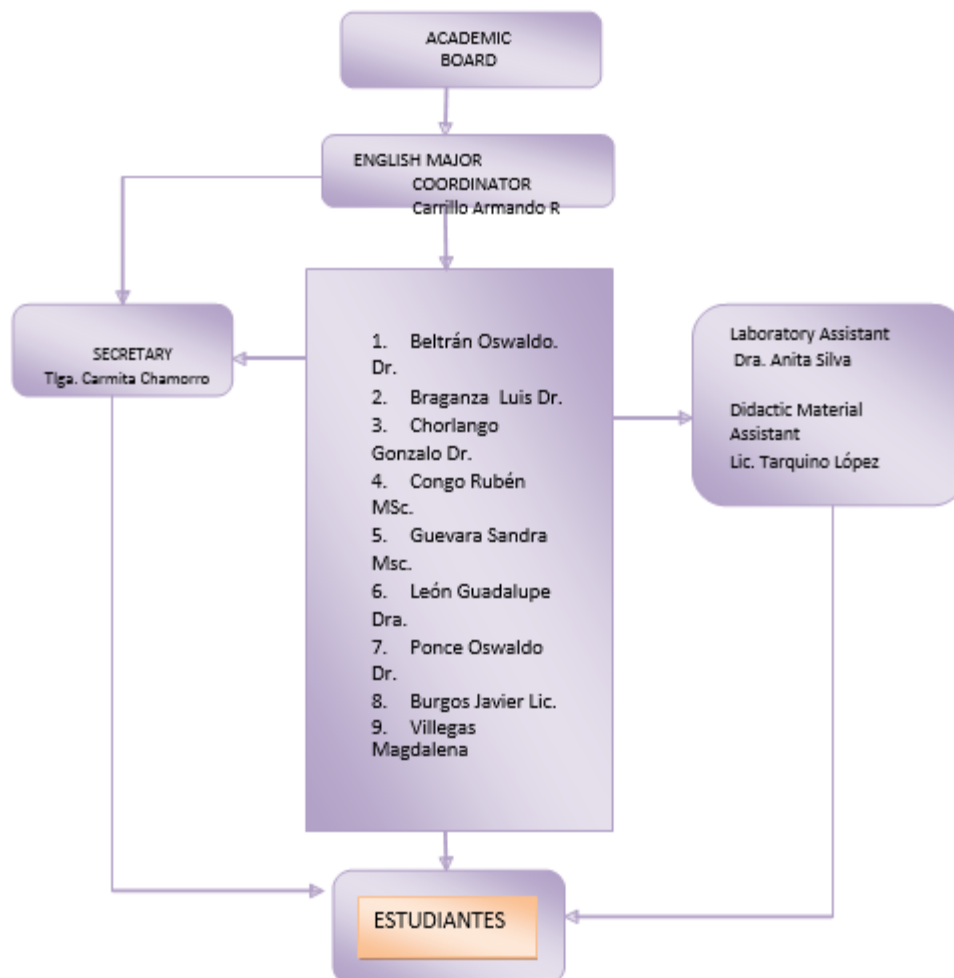 ACADEMIC
BOARD
ENGLISH MAJOR
COORDINATOR
Carrillo Armando R
SECRETARY
Tlga. Carmita Chamorro
1. Beltrán Oswaldo.
Dr.
2. Braganza Luis Dr.
3. Chorlango
Gonzalo Dr.
4. Congo Rubén
MSc.
5. Guevara Sandra
Msc.
6. León Guadalupe
Dra.
7. Ponce Oswaldo
Dr.
8. Burgos Javier Lic.
9. Villegas
Magdalena
Laboratory Assistant
Dra. Anita Silva
Didactic Material
Assistant
Lic. Tarquino López
ESTUDIANTES